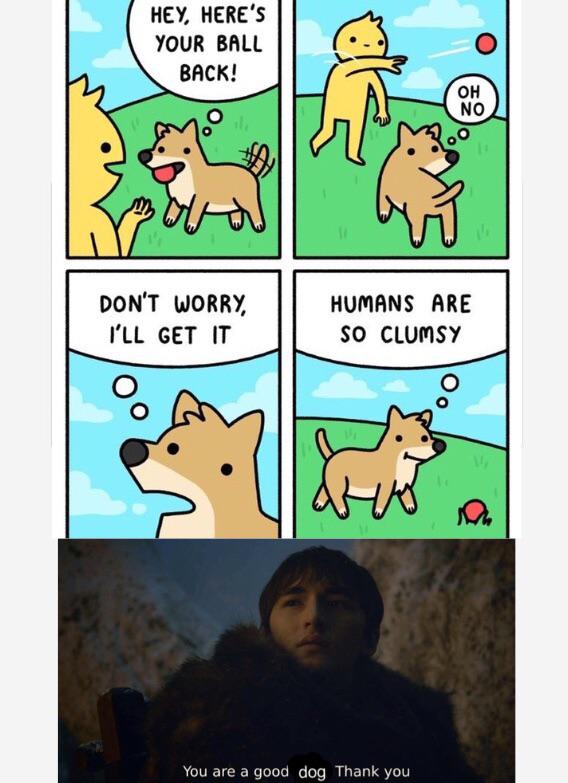 HEY, HERE'S
YOUR BALL
BACK!
OH
NO
DON'T WORRY,
I'LL GET IT
HUMANS ARE
SO CLUMSY
You are a good dog Thank you